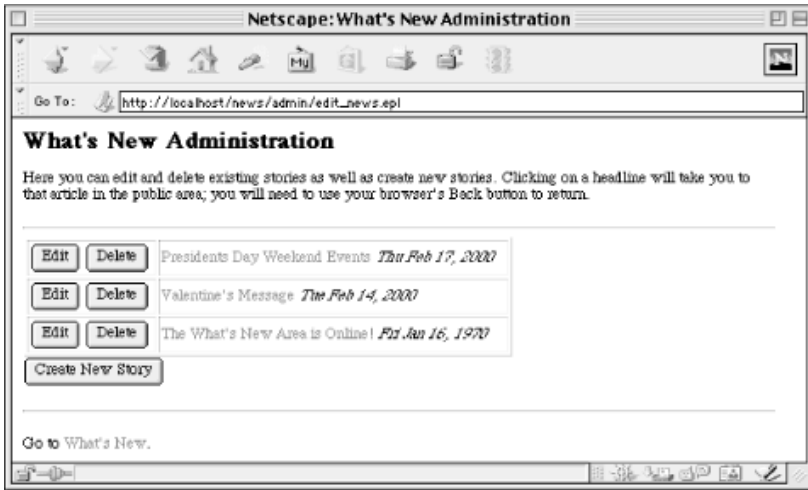 Netscape: What's New Administration
My
N
Go To: http://localhost/news/admin/edit_news.epl
What's New Administration
Here you can edit and delete existing stories as well as create new stories. Clicking on a headline will take you to
that article in the public area; you will need to use your browser's Back button to return.
Edit Delete Presidents Day Weekend Events Thu Feb 17, 2000
Edit Delete Valentine's Message Tue Feb 14, 2000
Edit Delete The What's New Area is Online! Fri Jan 16, 1970
Create New Story
Go to What's New.